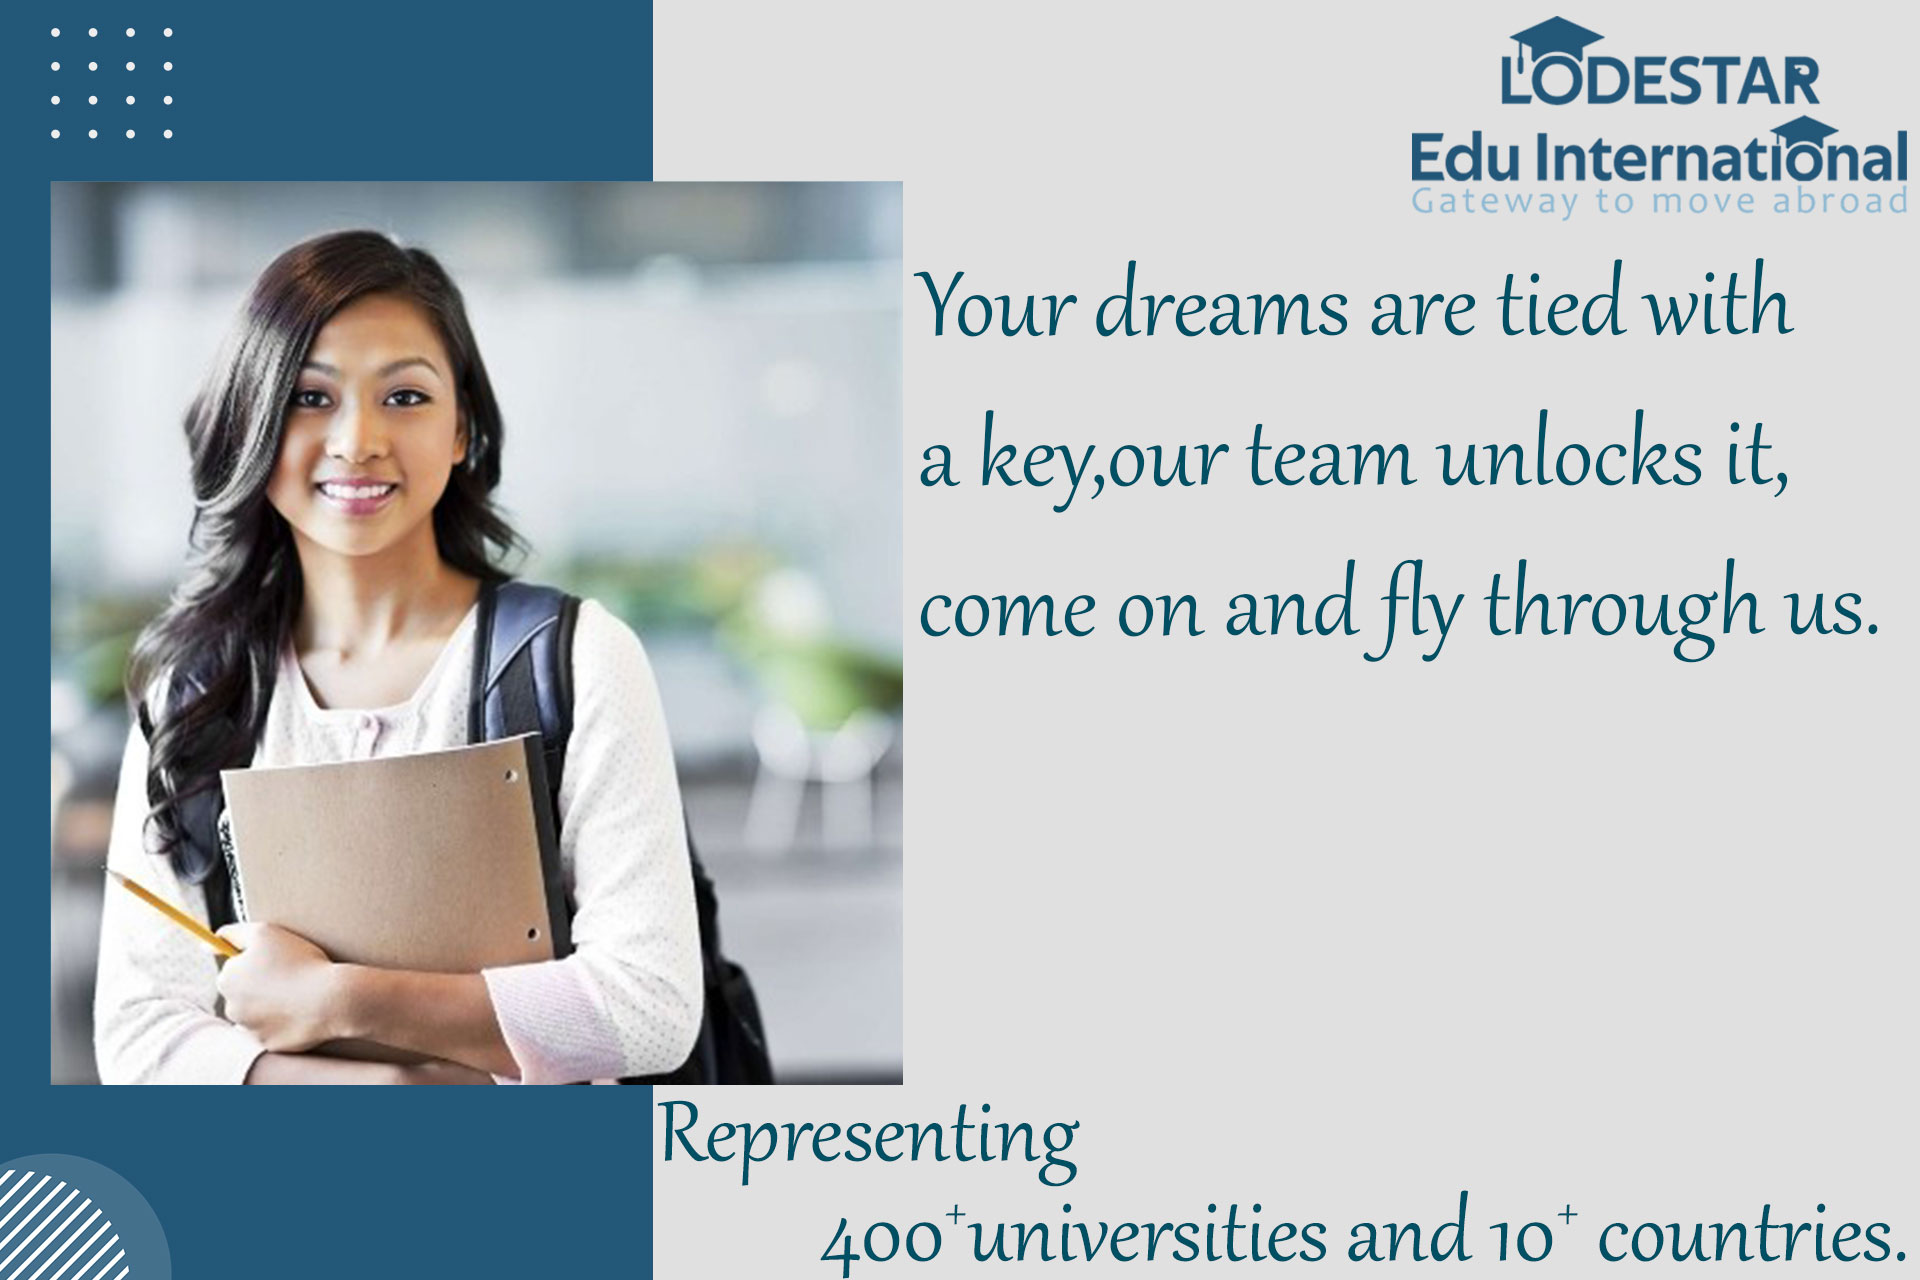 LODESTAR
Edu International
Gateway to move abroad
Your dreams are tied with
a key,our team unlocks it,
come on and fly through us.
Representing
400+universities and 10+ countries.